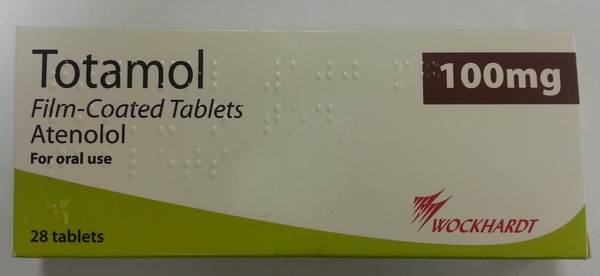 Totamol
100mg
Film-Coated Tablets
Atenolol
For oral use
WOCKHARDT
28 tablets